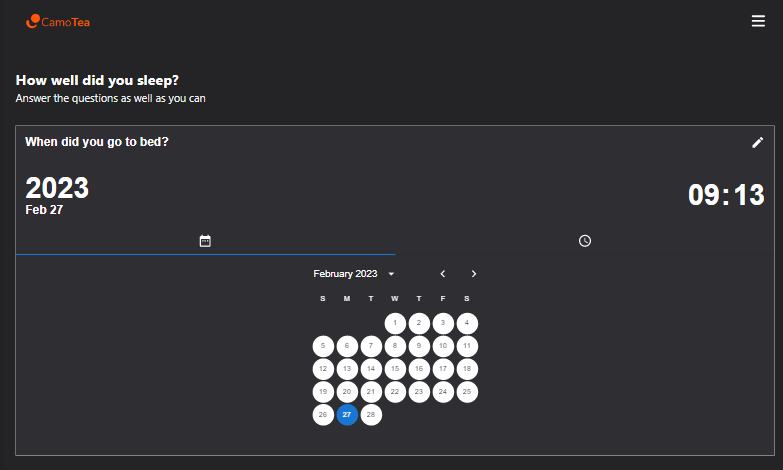 CamoTea
How well did you sleep?
Answer the questions as well as you can
When did you go to bed?
2023
Feb 27
09:13
February 2023
S M T W T F S
1 2 3 4
5 6 7 8 9 10 11
12 13 14 15 16 17 18
19 20 21 22 23 24 25
26 27 28